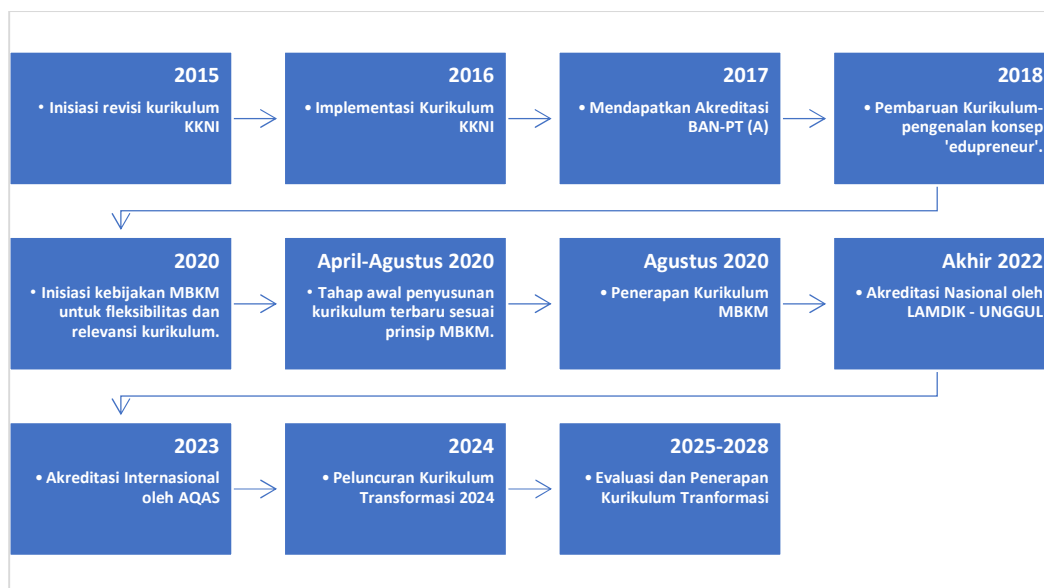 2015
• Inisiasi revisi kurikulum
KKNI
2016
• Implementasi Kurikulum
KKNI
2017
• Mendapatkan Akreditasi
BAN-PT (A)
2018
• Pembaruan Kurikulum-
pengenalan konsep
'edupreneur'.
2020
• Inisiasi kebijakan MBKM
untuk fleksibilitas dan
relevansi kurikulum.
April-Agustus 2020
• Tahap awal penyusunan
kurikulum terbaru sesuai
prinsip MBKM.
Agustus 2020
• Penerapan Kurikulum
MBKM
Akhir 2022
• Akreditasi Nasional oleh
LAMDIK - UNGGUL
2023
• Akreditasi Internasional
oleh AQAS
2024
• Peluncuran Kurikulum
Transformasi 2024
2025-2028
• Evaluasi dan Penerapan
Kurikulum Tranformasi